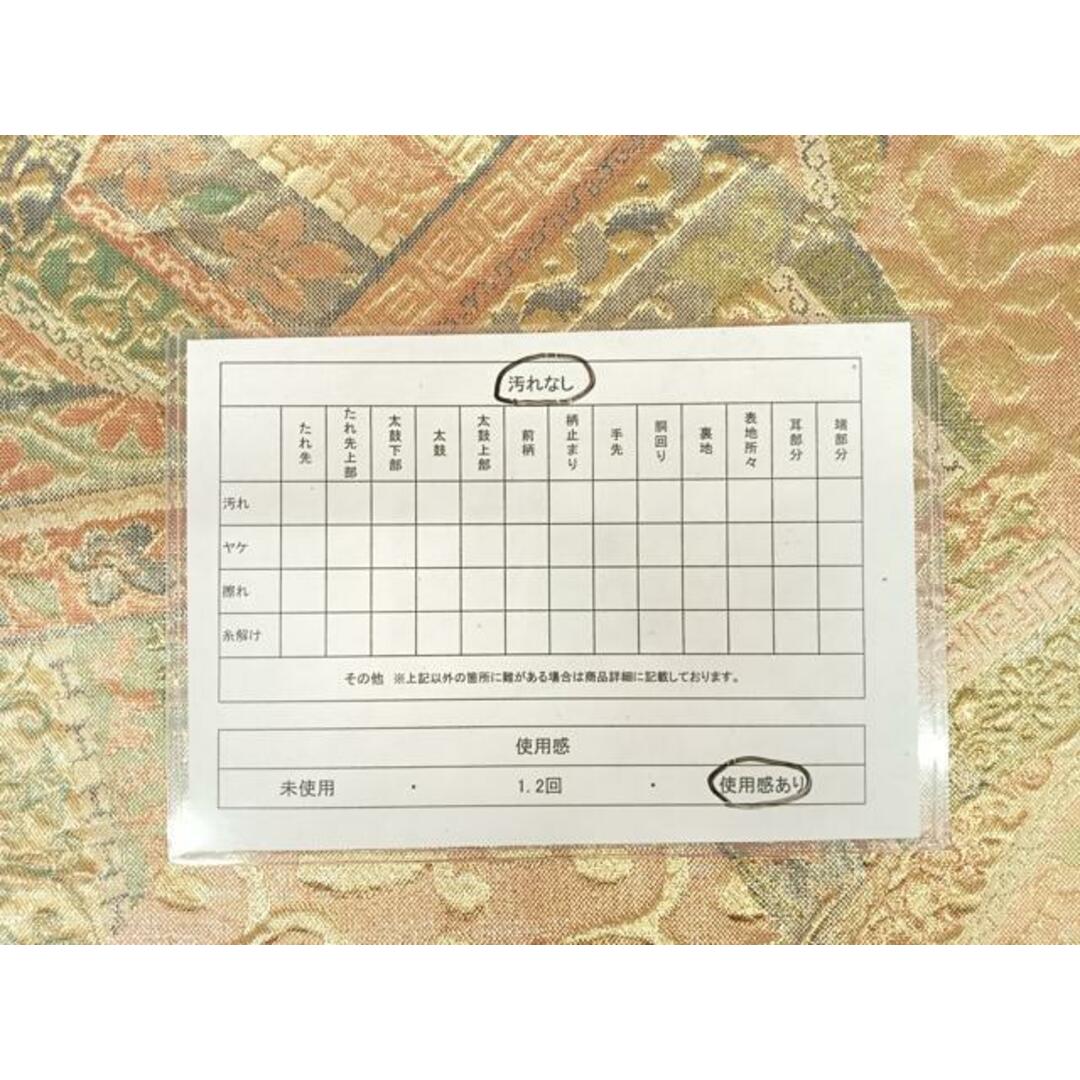 汚れなし
たれ先 たれ先上部 太鼓下部 太鼓 太鼓上部 前柄 柄止まり 手先 胴回り 裏地 表地所々 耳部分 端部分
汚れ
ヤケ
擦れ
糸解け
その他 ※上記以外の箇所に難がある場合は商品詳細に記載しております。
使用感
未使用 ・ 1.2回 ・ 使用感あり